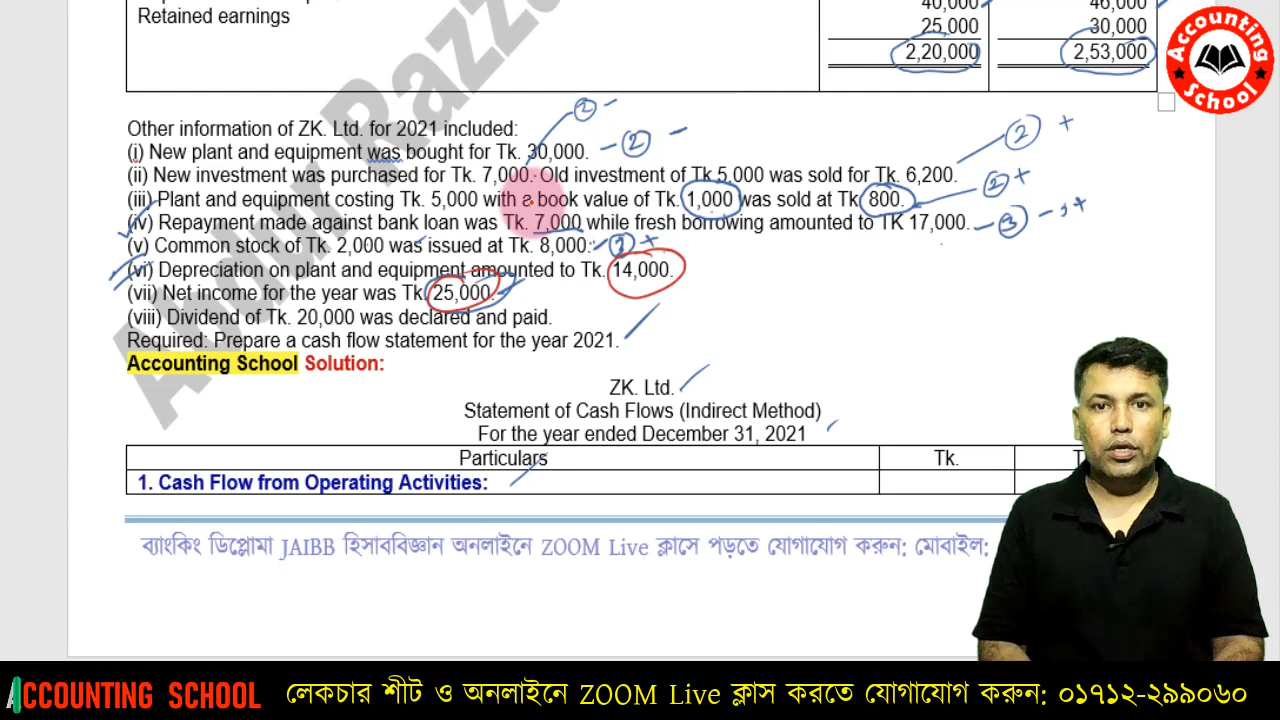 40,000 46,000
Retained earnings 25,000 30,000
2,20,000 2,53,000
Accounting School
Other information of ZK. Ltd. for 2021 included:
(i) New plant and equipment was bought for Tk. 30,000. - ② -
② -
(ii) New investment was purchased for Tk. 7,000. Old investment of Tk 5,000 was sold for Tk. 6,200.
② +
(iii) Plant and equipment costing Tk. 5,000 with a book value of Tk. 1,000 was sold at Tk 800.
② +
(iv) Repayment made against bank loan was Tk. 7,000 while fresh borrowing amounted to TK 17,000. - ③ -, +
(v) Common stock of Tk. 2,000 was issued at Tk. 8,000:
(vi) Depreciation on plant and equipment amounted to Tk. 14,000.
(vii) Net income for the year was Tk. 25,000.
(viii) Dividend of Tk. 20,000 was declared and paid.
Required: Prepare a cash flow statement for the year 2021.
Accounting School Solution:
ZK. Ltd.
Statement of Cash Flows (Indirect Method)
For the year ended December 31, 2021
Particulars Tk.
1. Cash Flow from Operating Activities:
Abdur Razz
ব্যাংকিং ডিপ্লোমা JAIBB হিসাববিজ্ঞান অনলাইনে ZOOM Live ক্লাসে পড়তে যোগাযোগ করুন: মোবাইল:
ACCOUNTING SCHOOL লেকচার শীট ও অনলাইনে ZOOM Live ক্লাস করতে যোগাযোগ করুন: ০১৭১২-২৯৯০৬০